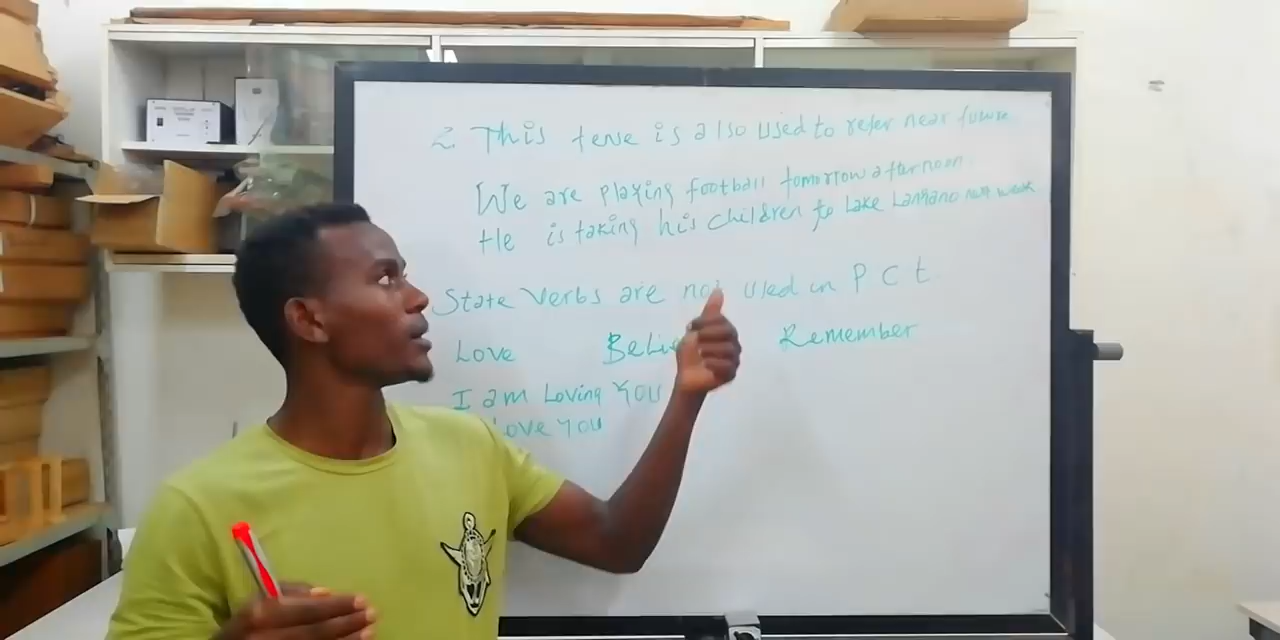 2. This tense is also used to refer near future
We are playing football tomorrow afternoon.
He is taking his children to Lake Langano next week
State Verbs are not used in P C t
Love Belie Remember
I am Loving You
Love You